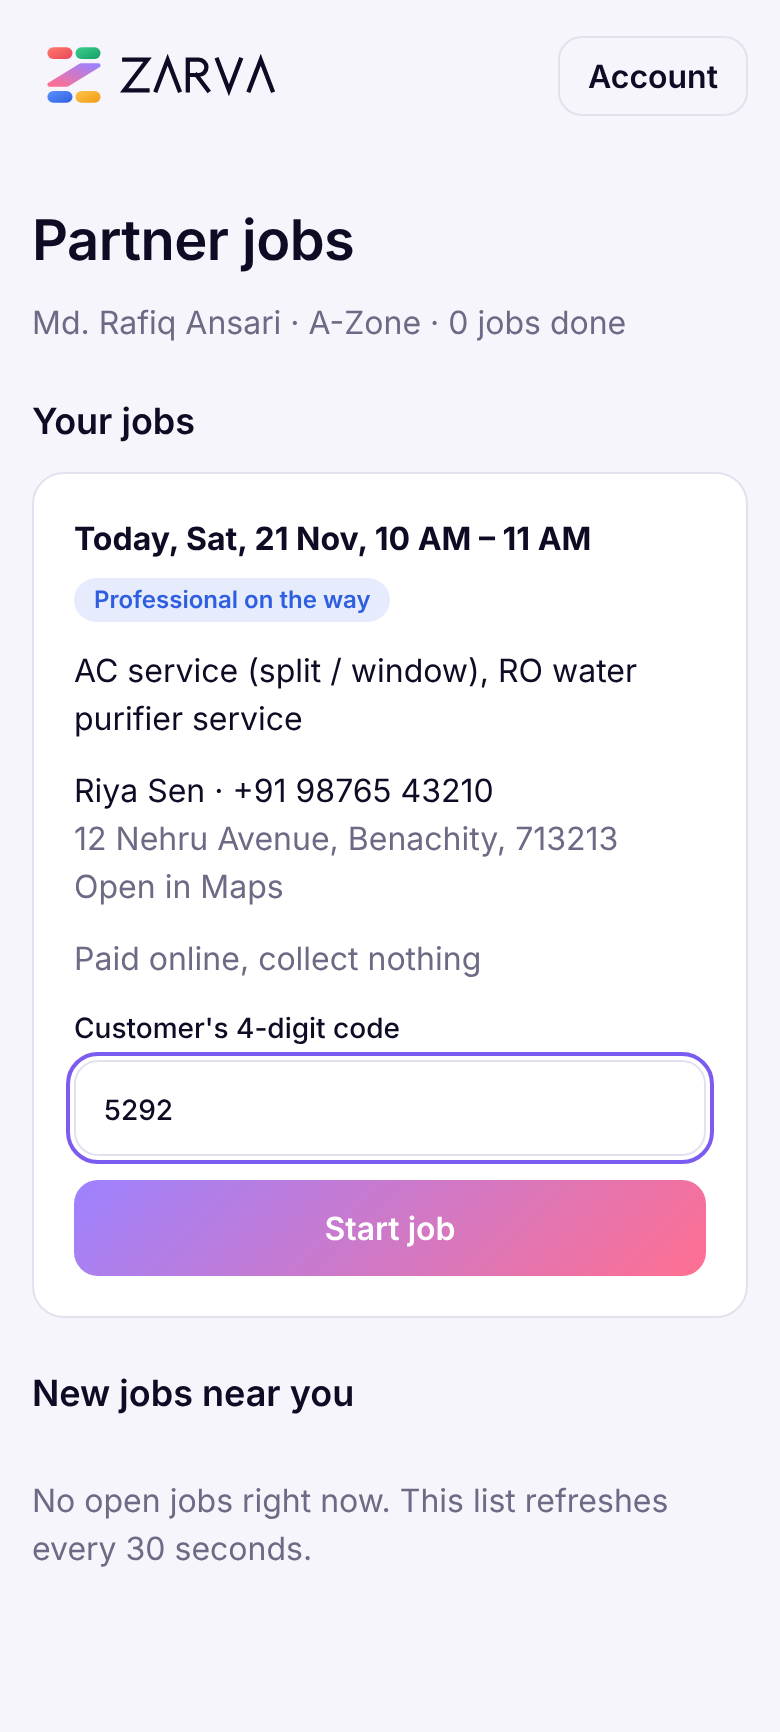 ZARVA
Account
Partner jobs
Md. Rafiq Ansari · A-Zone · 0 jobs done
Your jobs
Today, Sat, 21 Nov, 10 AM – 11 AM
Professional on the way
AC service (split / window), RO water
purifier service
Riya Sen · +91 98765 43210
12 Nehru Avenue, Benachity, 713213
Open in Maps
Paid online, collect nothing
Customer's 4-digit code
5292
Start job
New jobs near you
No open jobs right now. This list refreshes
every 30 seconds.